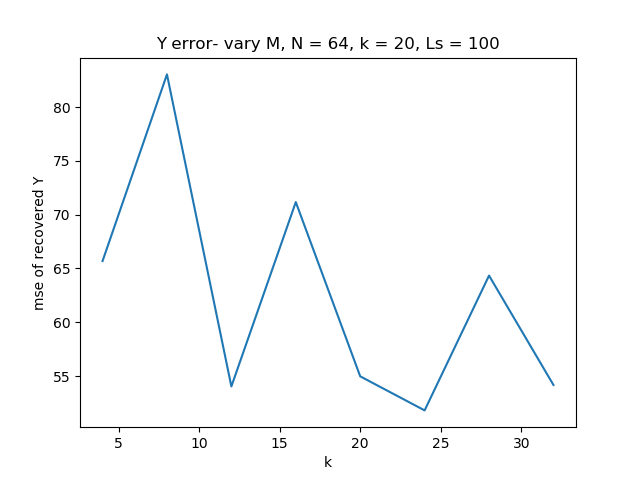 Y error- vary M, N = 64, k = 20, Ls = 100
mse of recovered Y
80
75
70
65
60
55
5 10 15 20 25 30
k